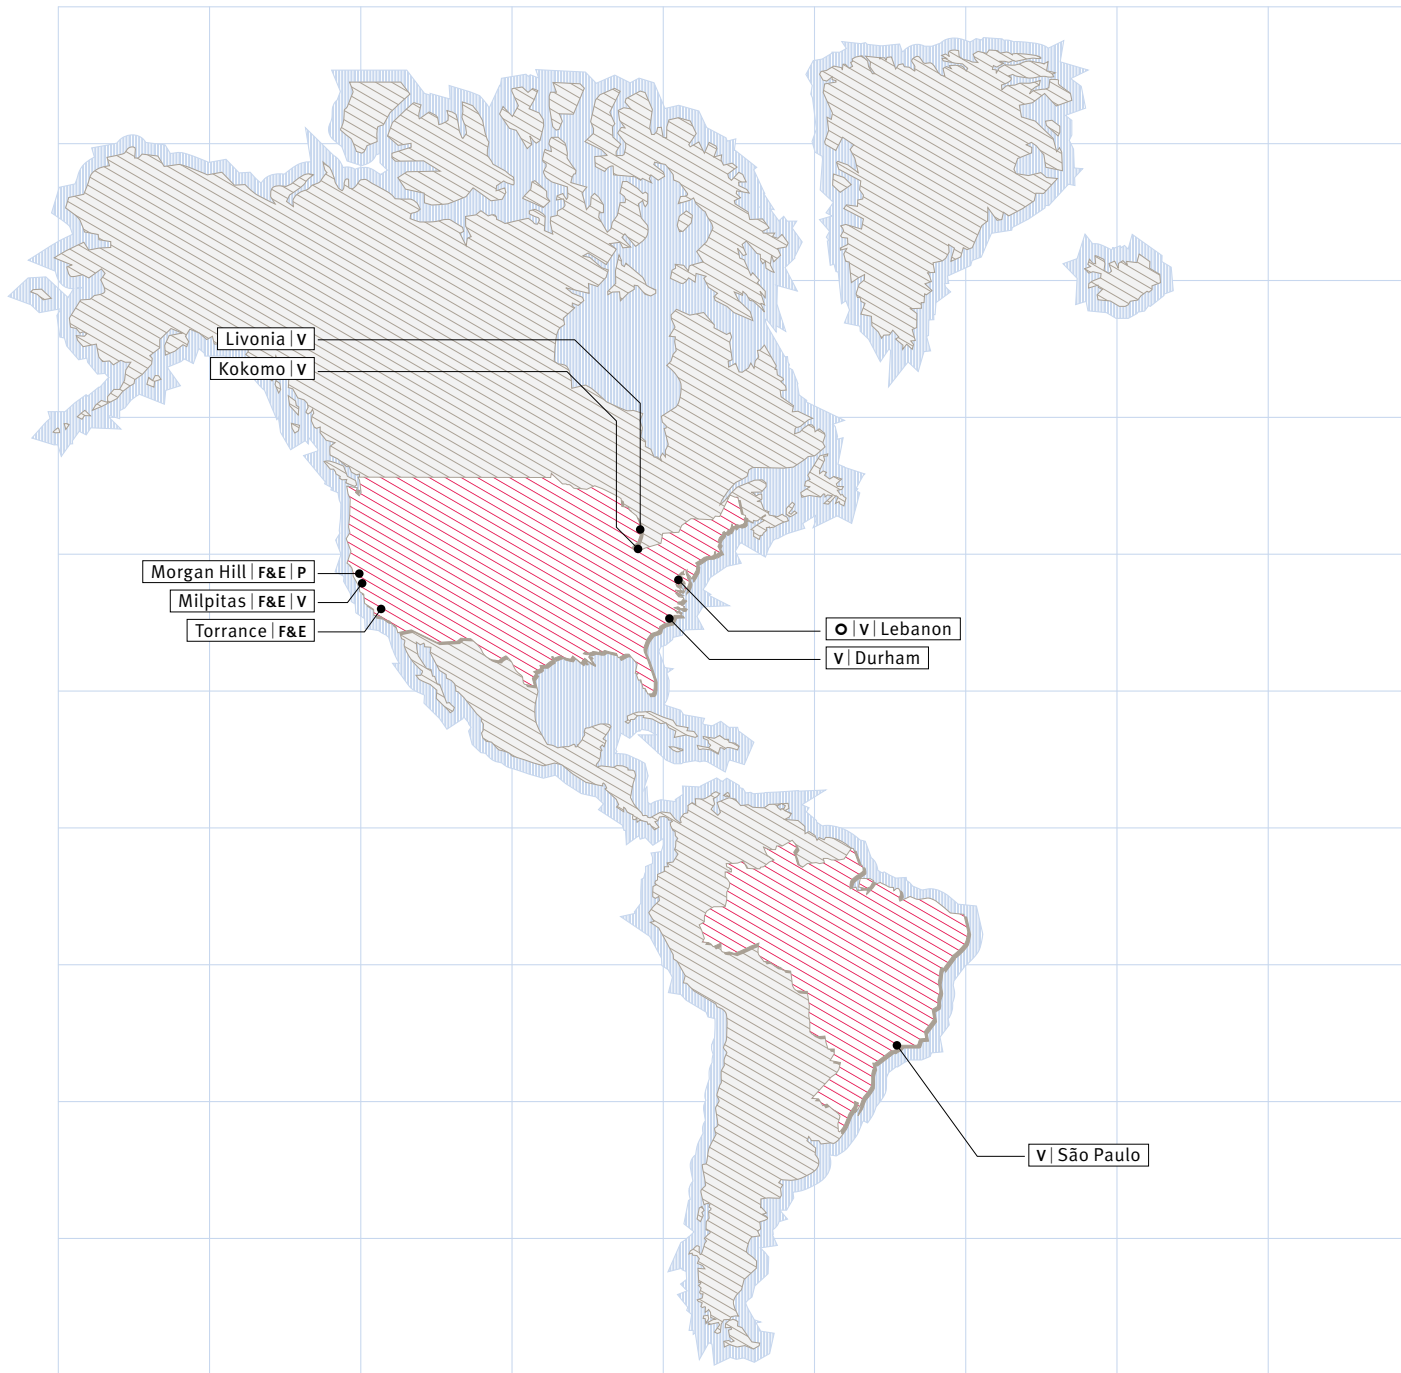 Livonia | V
Kokomo | V
Morgan Hill | F&E | P
Milpitas | F&E | V
Torrance | F&E
O | V | Lebanon
V | Durham
V | São Paulo